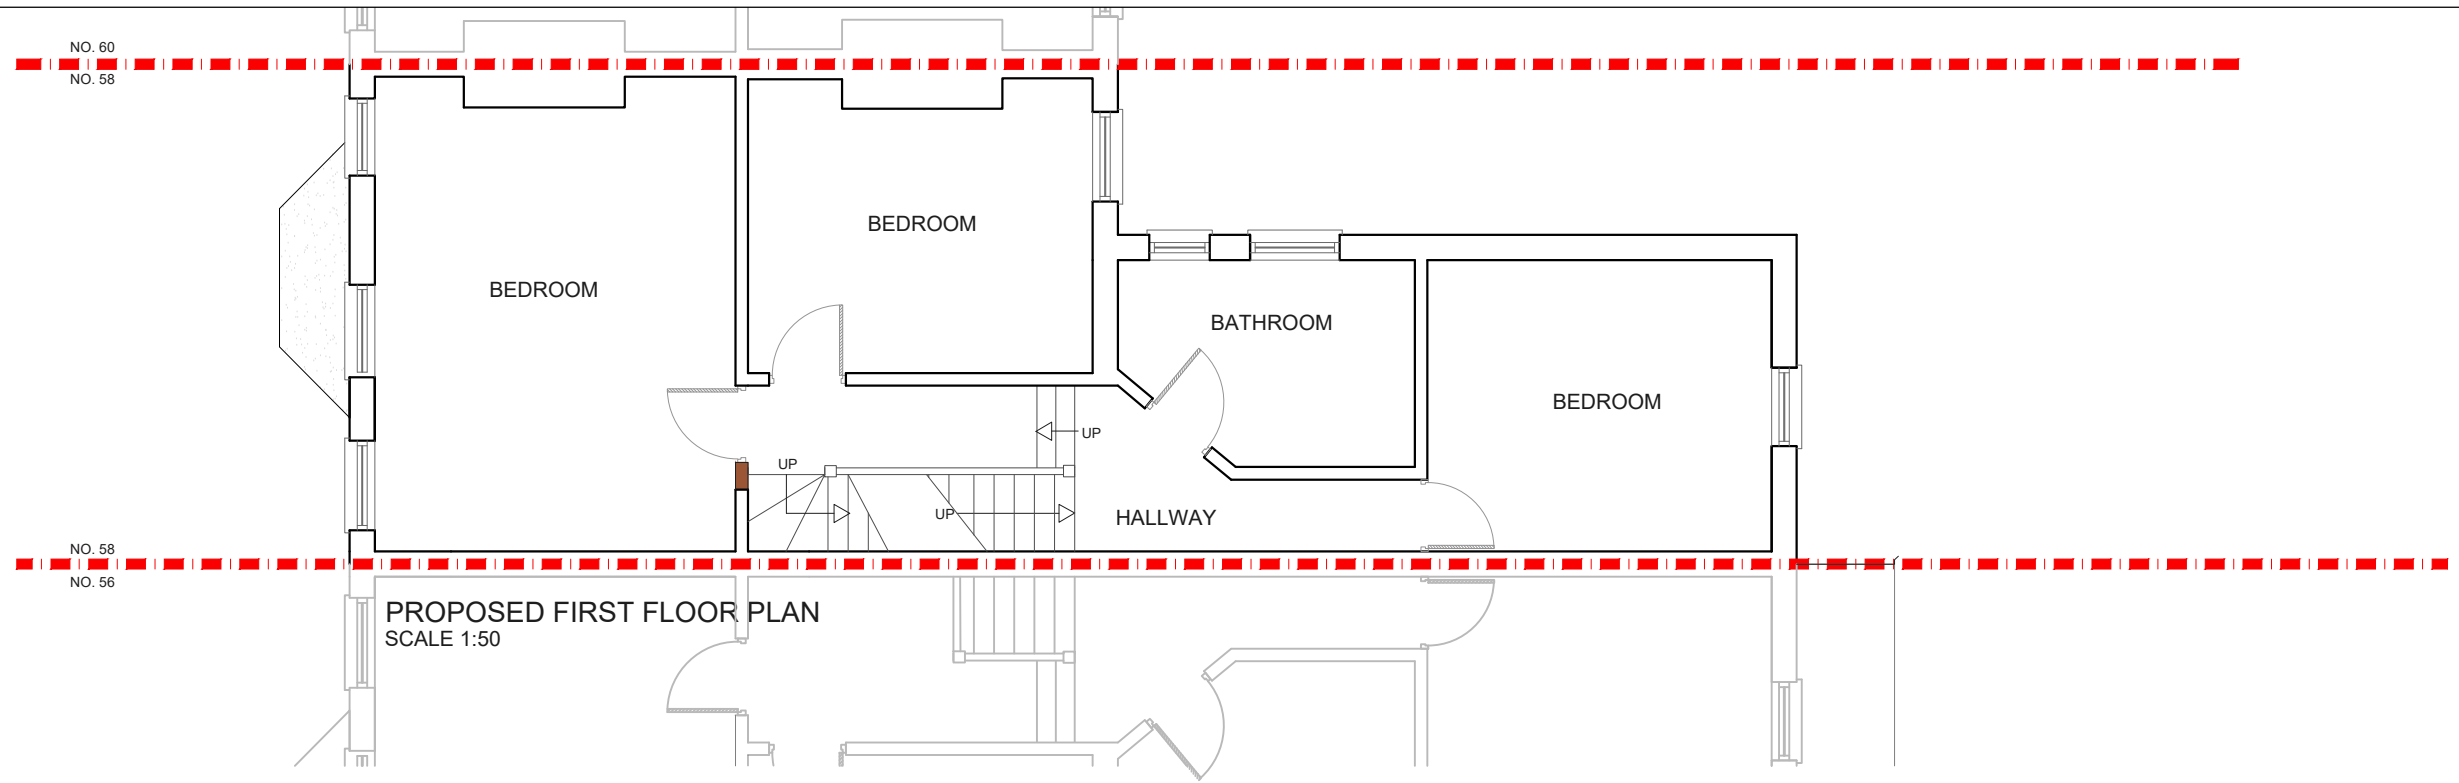 NO. 60
NO. 58
BEDROOM
BEDROOM
BATHROOM
BEDROOM
UP
UP
UP
HALLWAY
NO. 58
NO. 56
PROPOSED FIRST FLOOR PLAN
SCALE 1:50